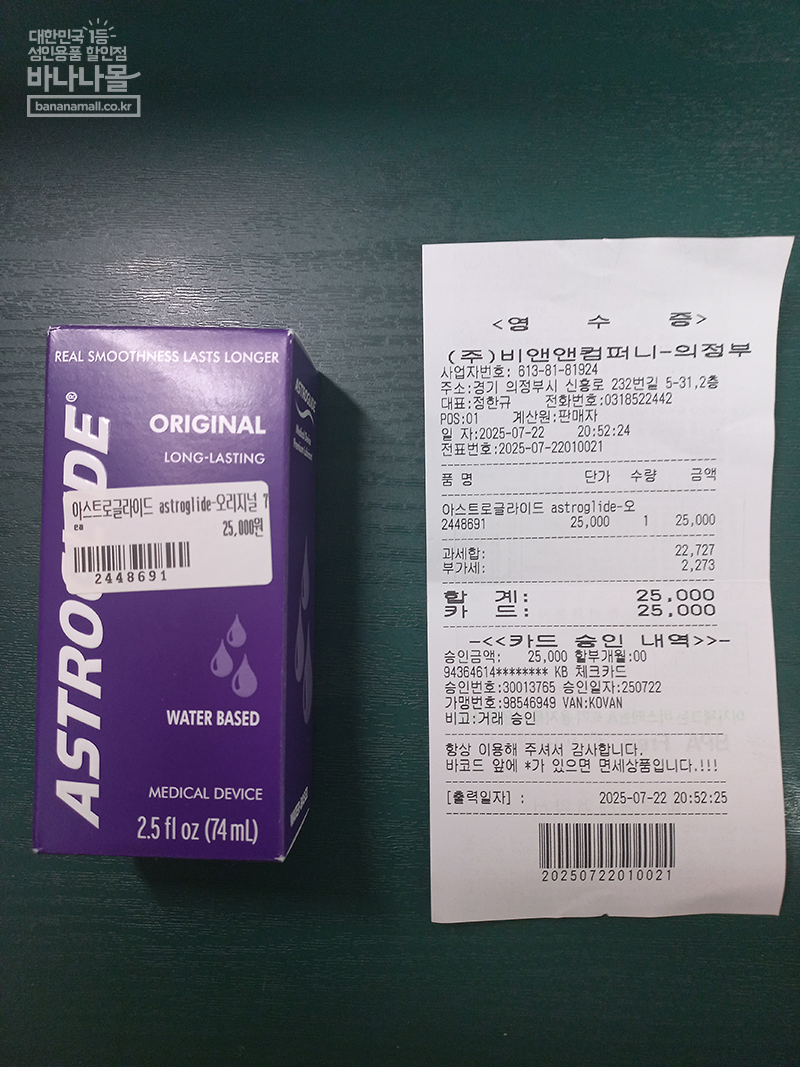 대한민국 1등
성인용품 할인점
바나나몰
bananamall.co.kr
REAL SMOOTHNESS LASTS LONGER
ASTROGLIDE®
ORIGINAL
LONG-LASTING
아스트로글라이드 astroglide-오리지널 7
ea
25,000원
2448691
WATER BASED
MEDICAL DEVICE
2.5 fl oz (74 mL)
ASTROGLIDE
WATER-BASED
<영 수 증>
(주)비앤앤컴퍼니-의정부
사업자번호: 613-81-81924
주소:경기 의정부시 신흥로 232번길 5-31,2층
대표:정한규 전화번호:0318522442
POS:01 계산원:판매자
일 자:2025-07-22 20:52:24
전표번호:2025-07-22010021
품 명 단가 수량 금액
아스트로글라이드 astroglide-오
2448691 25,000 1 25,000
과세합: 22,727
부가세: 2,273
합 계: 25,000
카 드: 25,000
-<<카드 승인 내역>>-
승인금액: 25,000 할부개월:00
94364614******** KB 체크카드
승인번호:30013765 승인일자:250722
가맹번호:98546949 VAN:KOVAN
비고:거래 승인
항상 이용해 주셔서 감사합니다.
바코드 앞에 *가 있으면 면세상품입니다.!!!
[출력일자] : 2025-07-22 20:52:25
20250722010021